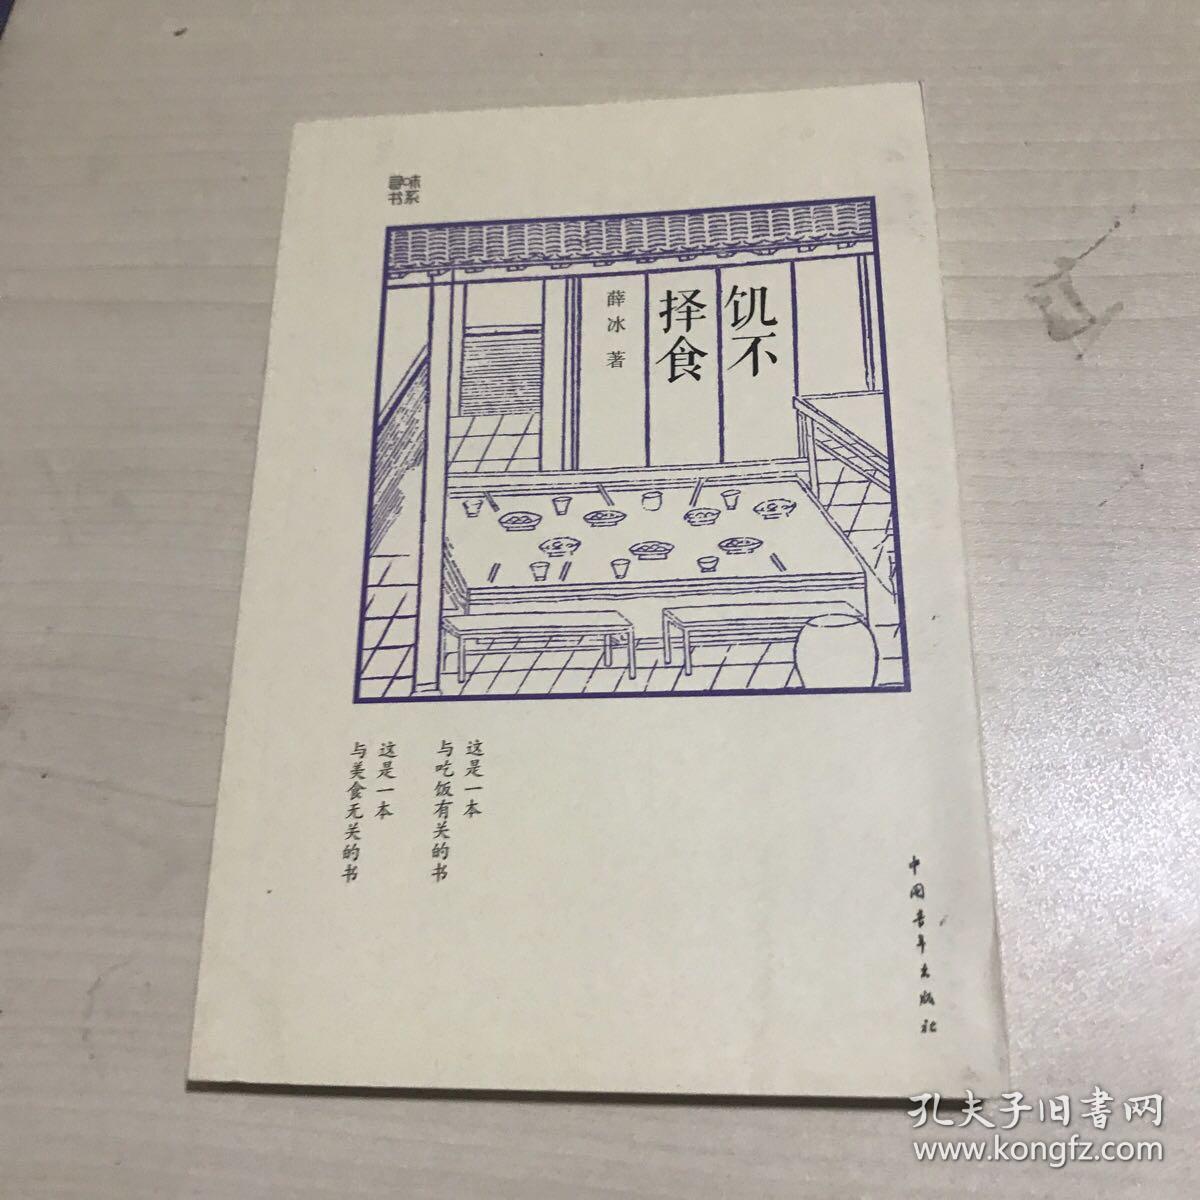 寻味
书系
饥不
择食
薛冰 著
这是一本
与吃饭有关的书
这是一本
与美食无关的书
中国青年出版社
孔夫子旧书网
www.kongfz.com